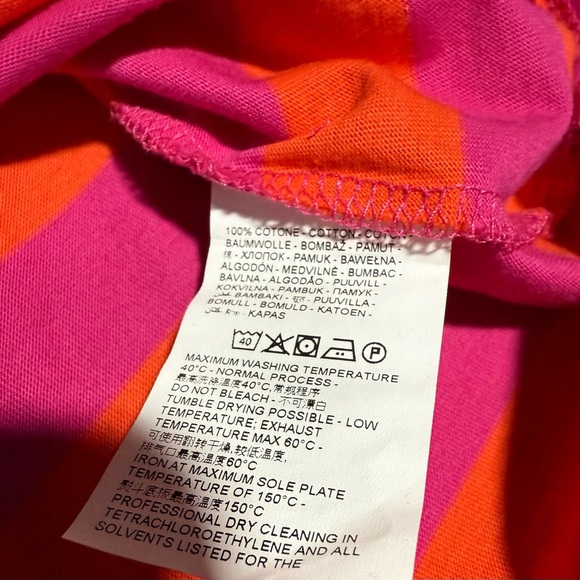 100% COTONE - COTTON - COTON -
BAUMWOLLE - BOMBAŽ - PAMUT -
棉 - ХЛОПОК - PAMUK - BAWEŁNA -
ALGODÓN - MEDVILNĖ - BUMBAC -
BAVLNA - ALGODÃO - PUUVILL -
KOKVILNA - PAMBUK - ПАМУК -
BAMBAKI - PUUVILLA -
BOMULL - BOMULD - KATOEN -
- KAPAS
40 P
MAXIMUM WASHING TEMPERATURE
40°C - NORMAL PROCESS -
最高洗涤温度40°C,常规程序
DO NOT BLEACH - 不可漂白
TUMBLE DRYING POSSIBLE - LOW
TEMPERATURE; EXHAUST
TEMPERATURE MAX 60°C -
可使用翻转干燥,较低温度,
排气口最高温度60°C
IRON AT MAXIMUM SOLE PLATE
TEMPERATURE OF 150°C -
熨斗底板最高温度150°C
PROFESSIONAL DRY CLEANING IN
TETRACHLOROETHYLENE AND ALL
SOLVENTS LISTED FOR THE